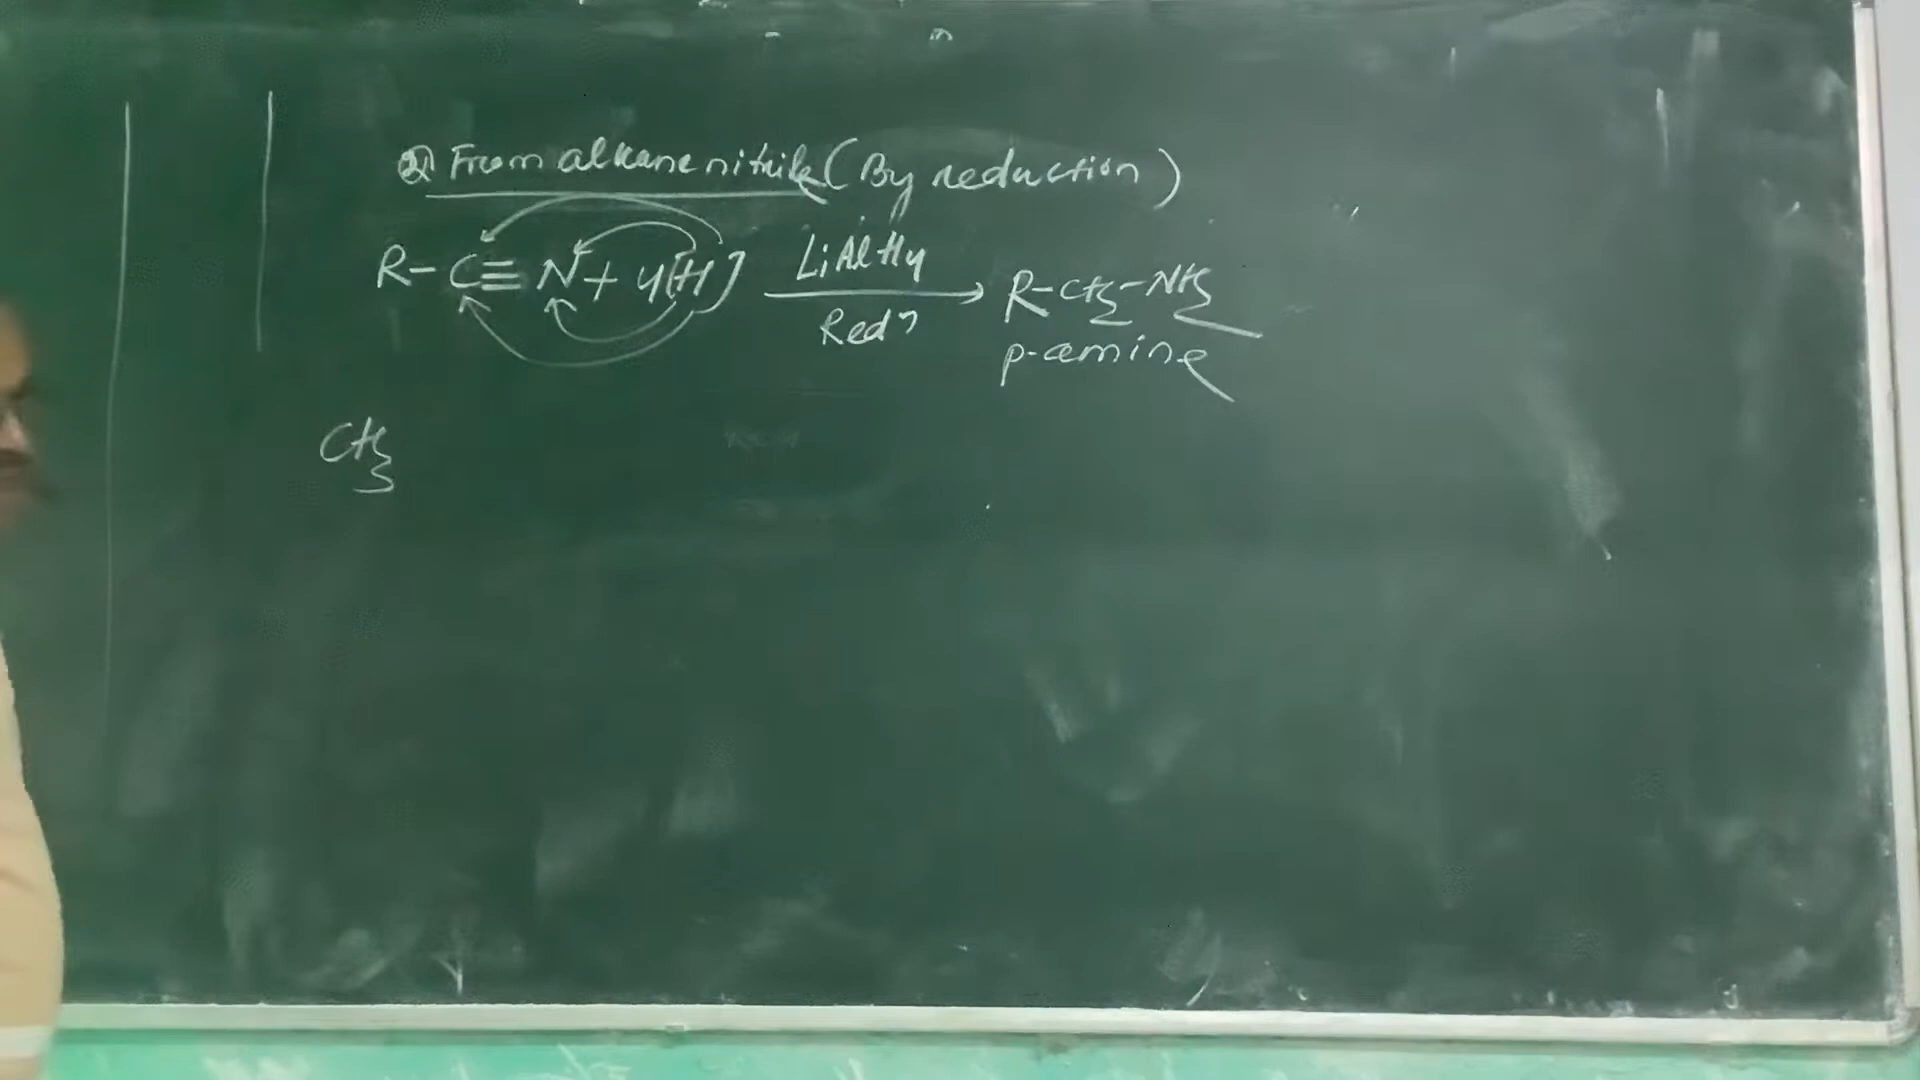 2) From alkane nitrile (By reduction)
R-C≡N + 4[H] LiAlH4 Redn R-CH2-NH2
p-amine
CH3